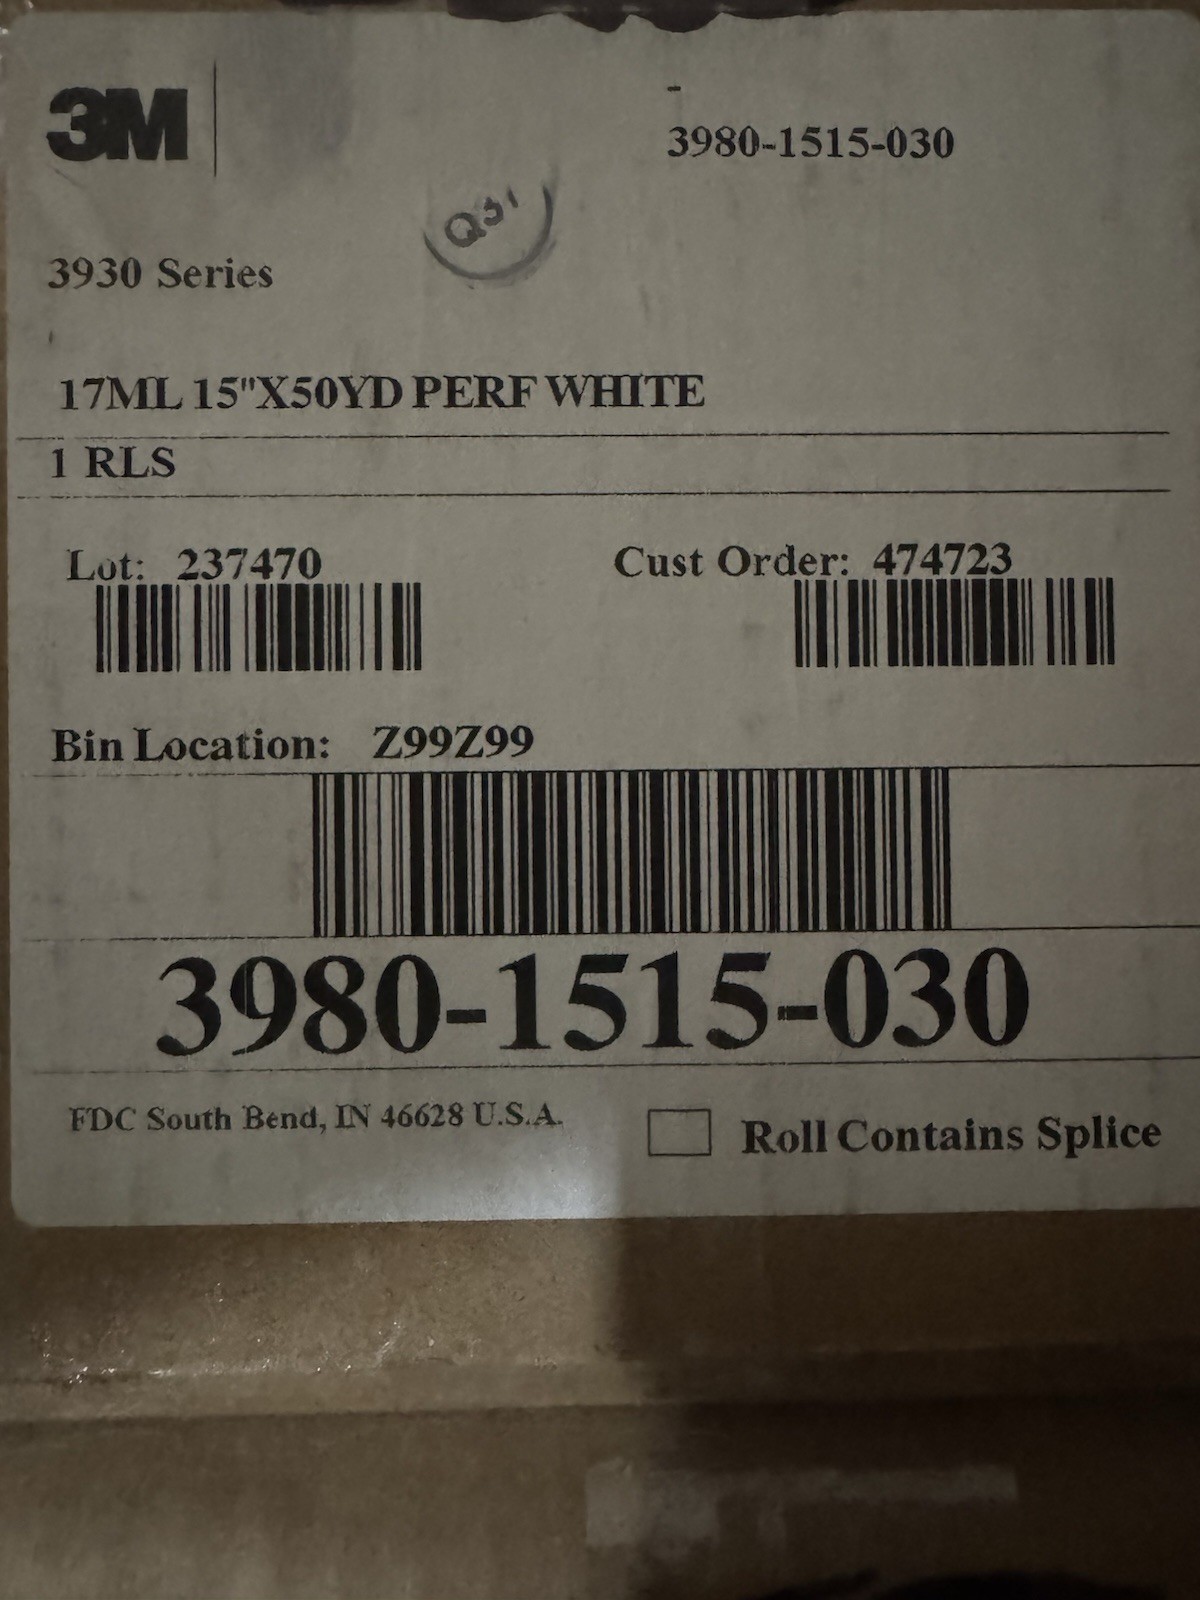 3M
-
3980-1515-030
Q31
3930 Series
17ML 15"X50YD PERF WHITE
1 RLS
Lot: 237470
Cust Order: 474723
Bin Location: Z99Z99
3980-1515-030
FDC South Bend, IN 46628 U.S.A.
Roll Contains Splice